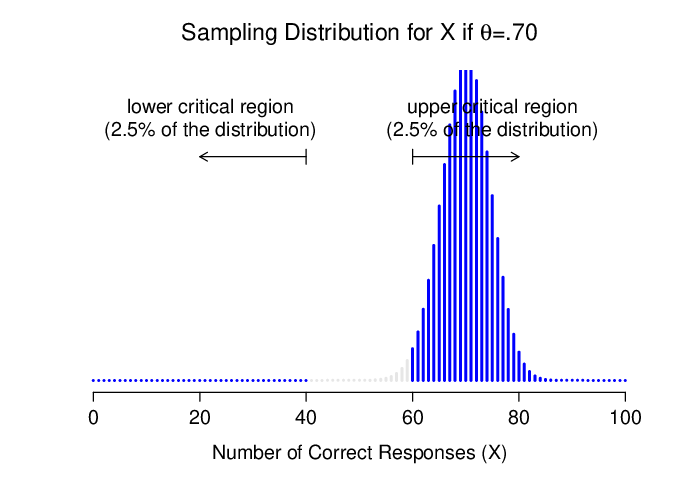 Sampling Distribution for X if θ=.70
lower critical region
(2.5% of the distribution)
upper critical region
(2.5% of the distribution)
0 20 40 60 80 100
Number of Correct Responses (X)